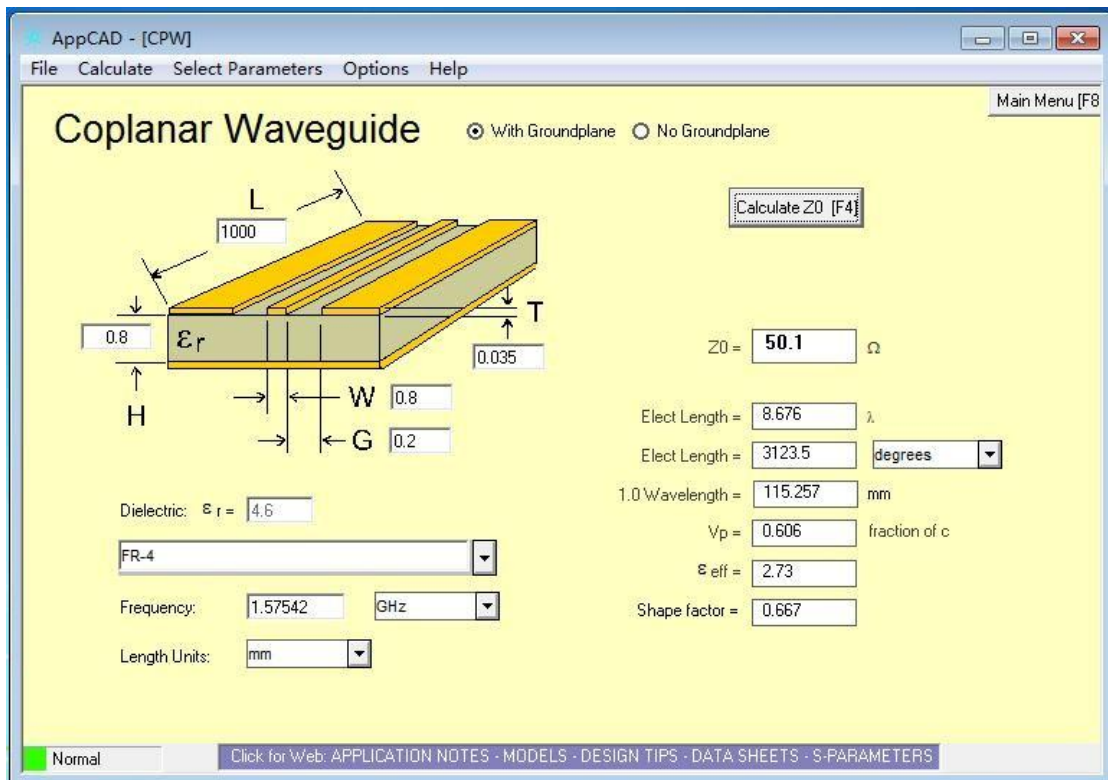 AppCAD - [CPW]
File Calculate Select Parameters Options Help
Main Menu [F8
Coplanar Waveguide
With Groundplane No Groundplane
Calculate Z0 [F4]
L
1000
0.8
εr
T
0.035
H
W 0.8
G 0.2
Z0 = 50.1 Ω
Elect Length = 8.676 λ
Elect Length = 3123.5 degrees
1.0 Wavelength = 115.257 mm
Vp = 0.606 fraction of c
ε eff = 2.73
Shape factor = 0.667
Dielectric: ε r = 4.6
FR-4
Frequency: 1.57542 GHz
Length Units: mm
Normal
Click for Web: APPLICATION NOTES - MODELS - DESIGN TIPS - DATA SHEETS - S-PARAMETERS